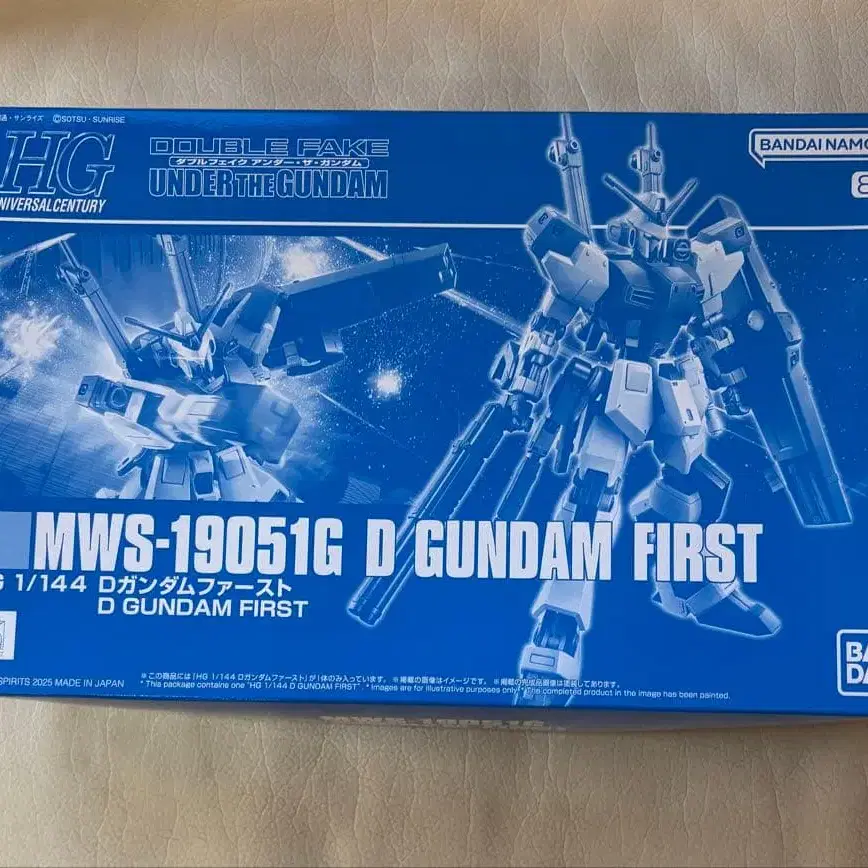 ©SOTSU・SUNRISE
HG
UNIVERSAL CENTURY
DOUBLE FAKE
ダブルフェイク アンダー・ザ・ガンダム
UNDER THE GUNDAM
BANDAI NAMCO
8
MWS-19051G D GUNDAM FIRST
1/144 Dガンダムファースト
D GUNDAM FIRST
SPIRITS 2025 MADE IN JAPAN
※この商品には「HG 1/144 Dガンダムファースト」が1体のみ入っています。 ※掲載の画像はイメージです。 ※掲載の完成品画像は塗装してあります。
* This package contains one "HG 1/144 D GUNDAM FIRST". * Images are for illustrative purposes only. * The completed product in the image has been painted.
BAN
DAI